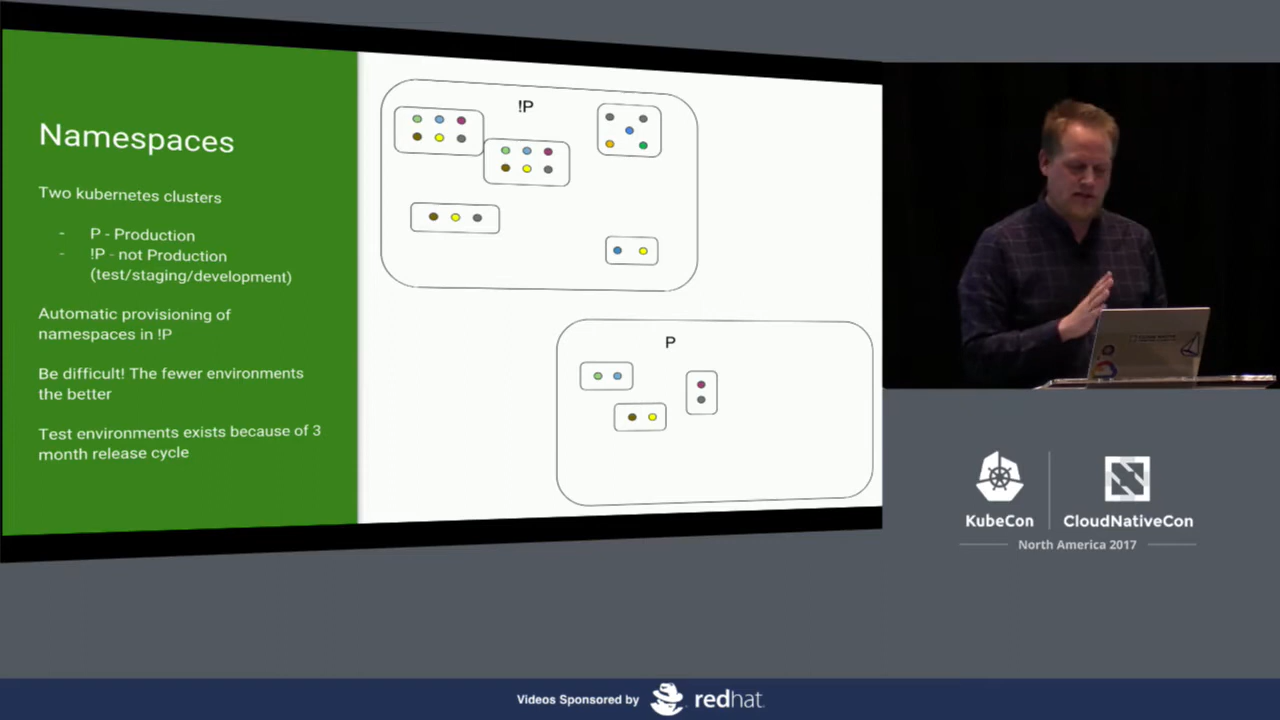 Namespaces
Two kubernetes clusters
- P - Production
- !P - not Production
(test/staging/development)
Automatic provisioning of
namespaces in !P
Be difficult! The fewer environments
the better
Test environments exists because of 3
month release cycle
!P
P
KubeCon
CloudNativeCon
North America 2017
Videos Sponsored by
redhat.